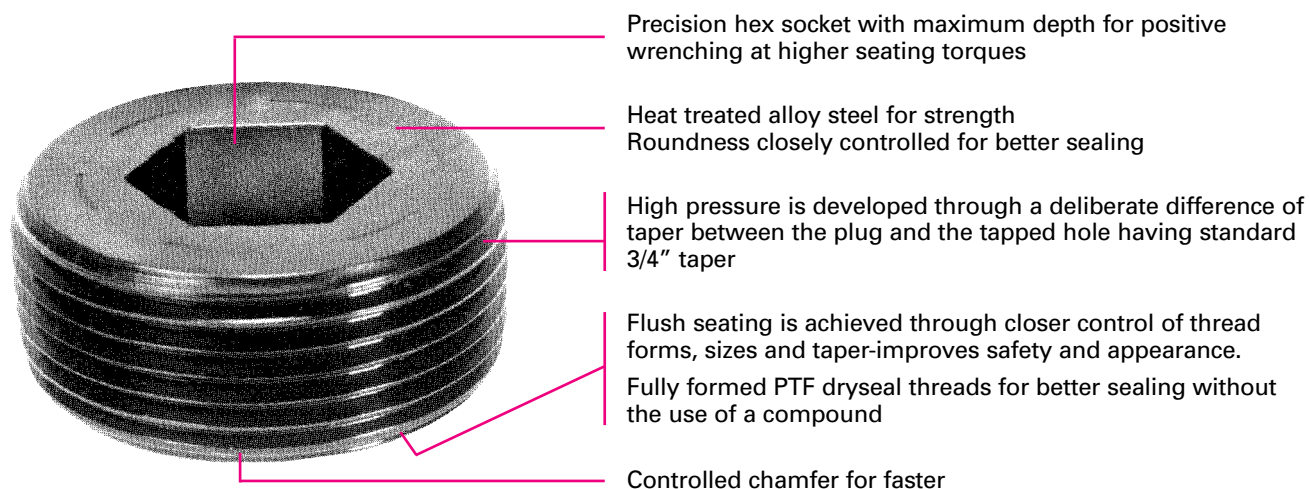 Precision hex socket with maximum depth for positive
wrenching at higher seating torques
Heat treated alloy steel for strength
Roundness closely controlled for better sealing
High pressure is developed through a deliberate difference of
taper between the plug and the tapped hole having standard
3/4” taper
Flush seating is achieved through closer control of thread
forms, sizes and taper-improves safety and appearance.
Fully formed PTF dryseal threads for better sealing without
the use of a compound
Controlled chamfer for faster